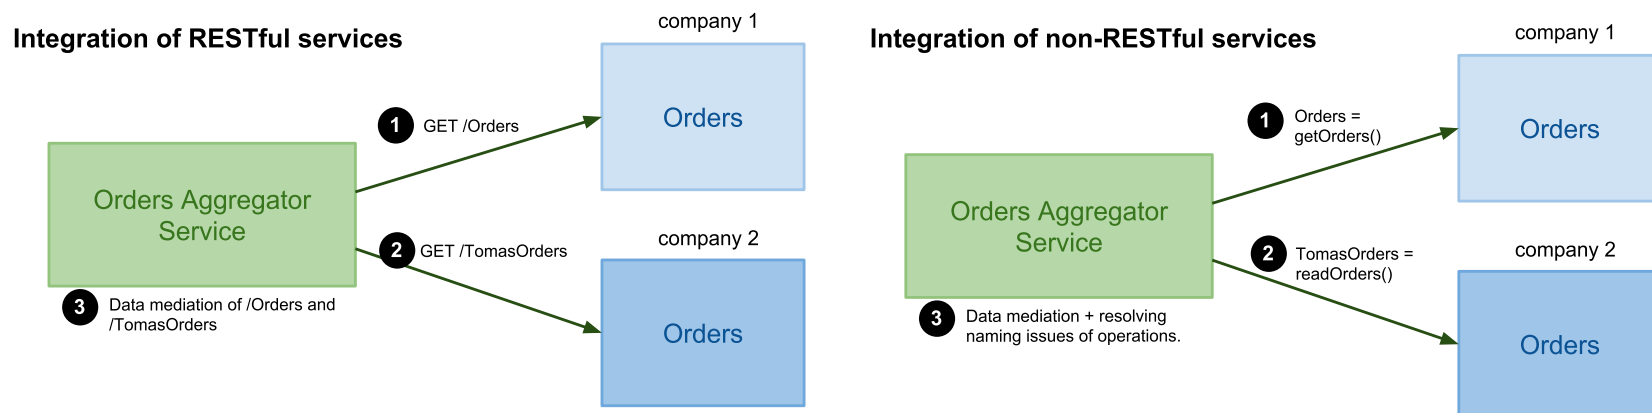 Integration of RESTful services
company 1
Orders
1
GET /Orders
Orders Aggregator
Service
2
GET /TomasOrders
company 2
Orders
3
Data mediation of /Orders and
/TomasOrders
Integration of non-RESTful services
company 1
Orders
1
Orders =
getOrders()
Orders Aggregator
Service
2
TomasOrders =
readOrders()
company 2
Orders
3
Data mediation + resolving
naming issues of operations.